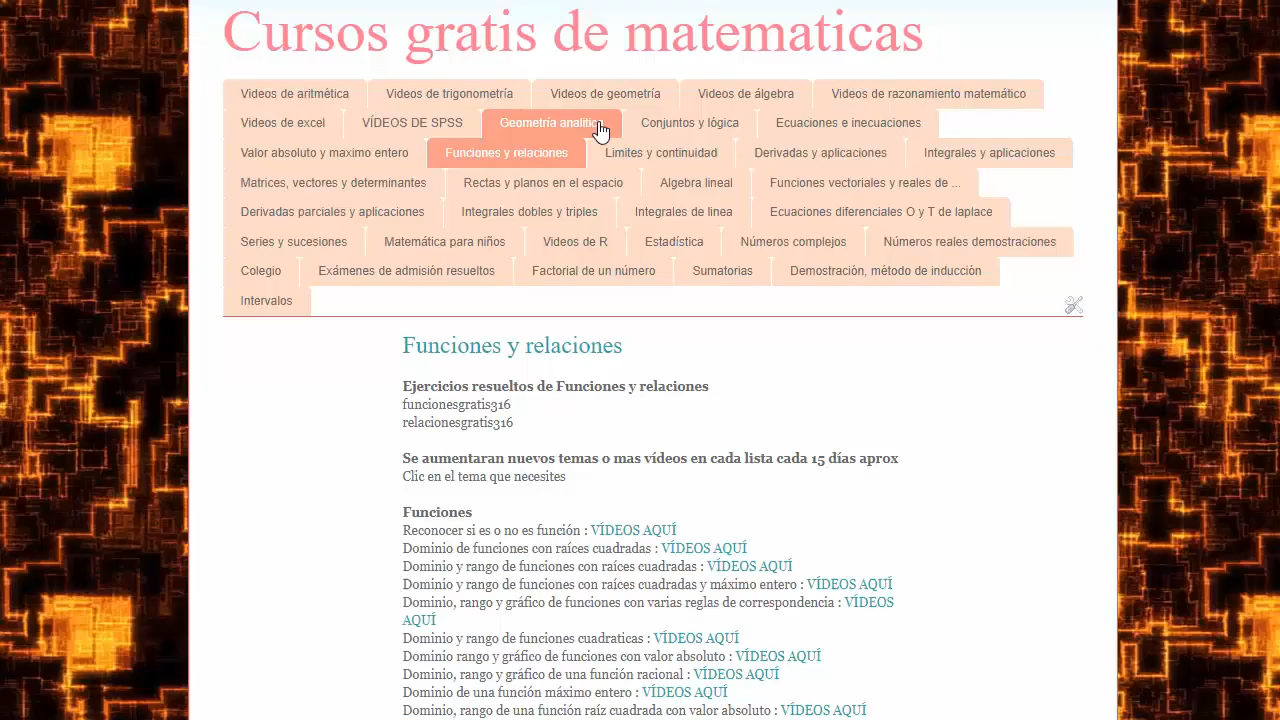 Cursos gratis de matematicas
Videos de aritmética Videos de trigonometría Videos de geometría Videos de álgebra Videos de razonamiento matemático
Videos de excel VÍDEOS DE SPSS Geometría analítica Conjuntos y lógica Ecuaciones e inecuaciones
Valor absoluto y maximo entero Funciones y relaciones Limites y continuidad Derivadas y aplicaciones Integrales y aplicaciones
Matrices, vectores y determinantes Rectas y planos en el espacio Algebra lineal Funciones vectoriales y reales de ...
Derivadas parciales y aplicaciones Integrales dobles y triples Integrales de linea Ecuaciones diferenciales O y T de laplace
Series y sucesiones Matemática para niños Videos de R Estadística Números complejos Números reales demostraciones
Colegio Exámenes de admisión resueltos Factorial de un número Sumatorias Demostración, método de inducción
Intervalos
Funciones y relaciones
Ejercicios resueltos de Funciones y relaciones
funcionesgratis316
relacionesgratis316
Se aumentaran nuevos temas o mas vídeos en cada lista cada 15 días aprox
Clic en el tema que necesites
Funciones
Reconocer si es o no es función : VÍDEOS AQUÍ
Dominio de funciones con raíces cuadradas : VÍDEOS AQUÍ
Dominio y rango de funciones con raíces cuadradas : VÍDEOS AQUÍ
Dominio y rango de funciones con raíces cuadradas y máximo entero : VÍDEOS AQUÍ
Dominio, rango y gráfico de funciones con varias reglas de correspondencia : VÍDEOS
AQUÍ
Dominio y rango de funciones cuadraticas : VÍDEOS AQUÍ
Dominio rango y gráfico de funciones con valor absoluto : VÍDEOS AQUÍ
Dominio, rango y gráfico de una función racional : VÍDEOS AQUÍ
Dominio de una función máximo entero : VÍDEOS AQUÍ
Dominio, rango de una función raíz cuadrada con valor absoluto : VÍDEOS AQUÍ